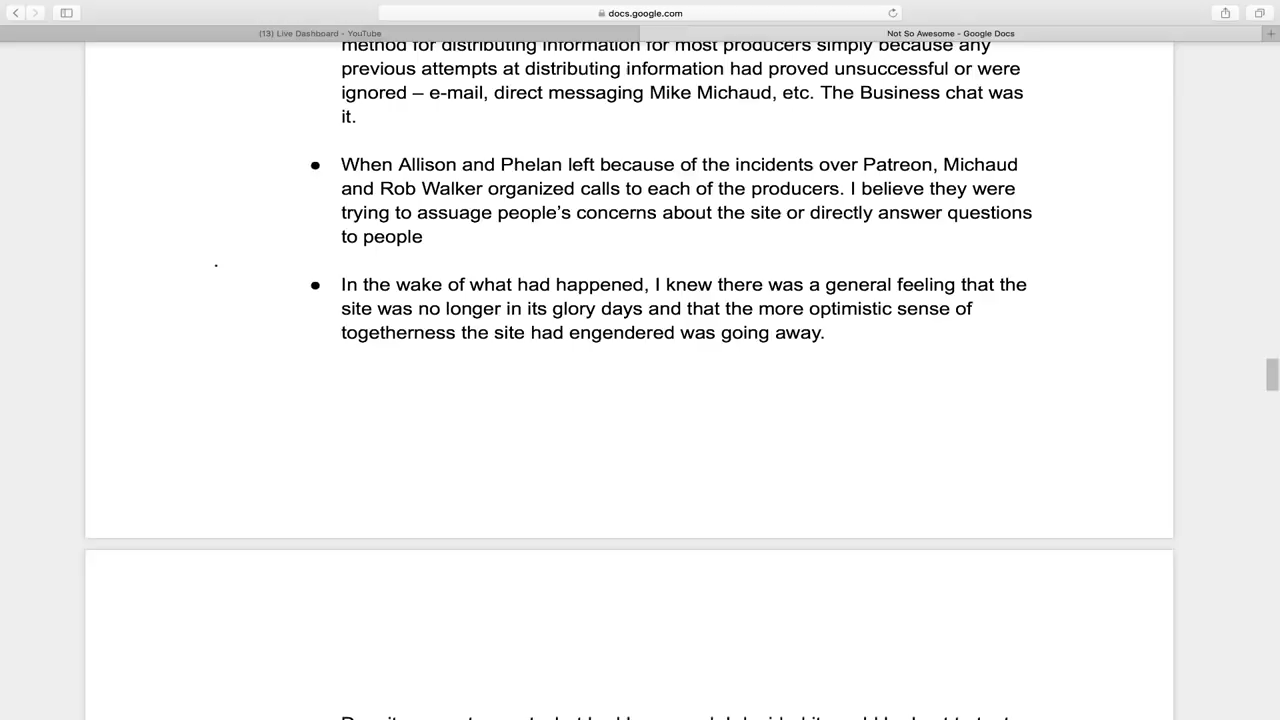 docs.google.com
(13) Live Dashboard - YouTube
Not So Awesome - Google Docs
method for distributing information for most producers simply because any
previous attempts at distributing information had proved unsuccessful or were
ignored – e-mail, direct messaging Mike Michaud, etc. The Business chat was
it.
● When Allison and Phelan left because of the incidents over Patreon, Michaud
and Rob Walker organized calls to each of the producers. I believe they were
trying to assuage people’s concerns about the site or directly answer questions
to people
● In the wake of what had happened, I knew there was a general feeling that the
site was no longer in its glory days and that the more optimistic sense of
togetherness the site had engendered was going away.